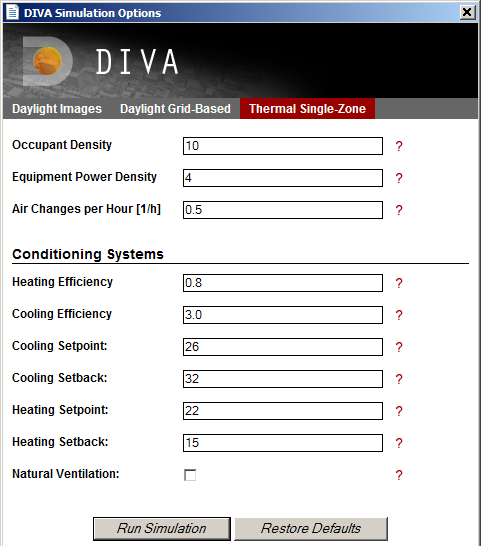 DIVA Simulation Options
DIVA
Daylight Images Daylight Grid-Based Thermal Single-Zone
Occupant Density 10 ?
Equipment Power Density 4 ?
Air Changes per Hour [1/h] 0.5 ?
Conditioning Systems
Heating Efficiency 0.8 ?
Cooling Efficiency 3.0 ?
Cooling Setpoint: 26 ?
Cooling Setback: 32 ?
Heating Setpoint: 22 ?
Heating Setback: 15 ?
Natural Ventilation: ?
Run Simulation Restore Defaults